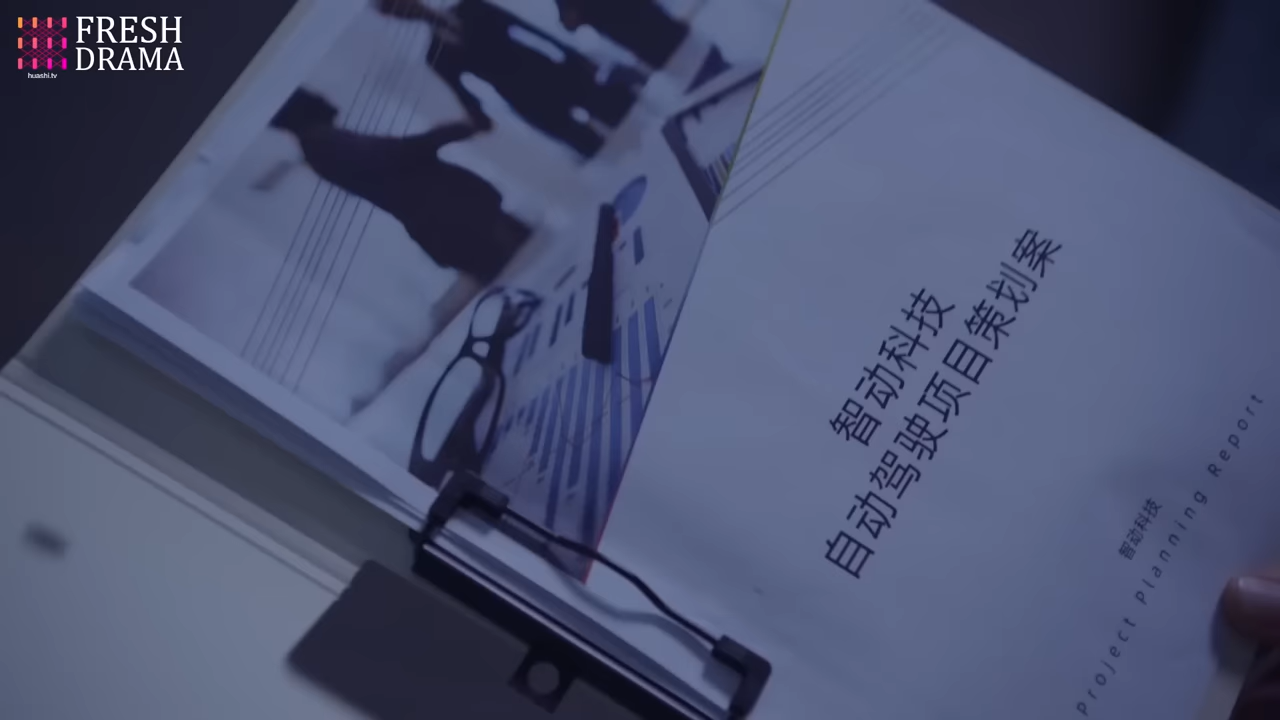 FRESH
DRAMA
huashi.tv
智动科技
自动驾驶项目策划案
智动科技
Project Planning Report